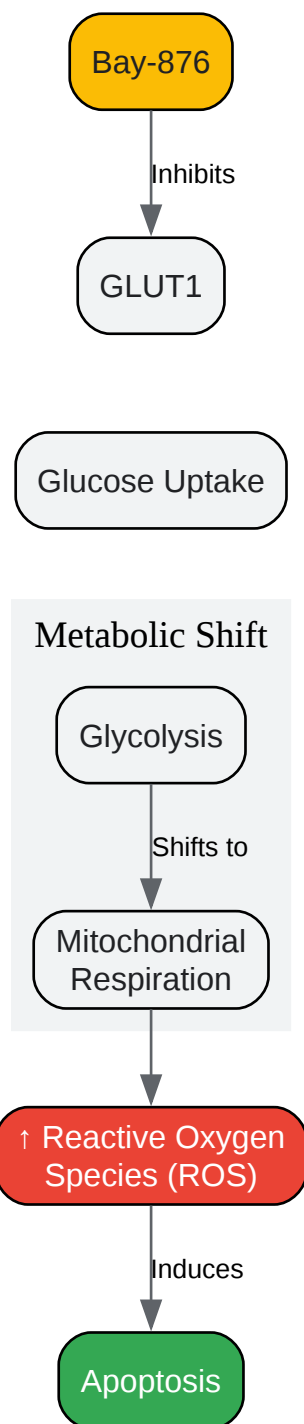 Bay-876
Inhibits
GLUT1
Glucose Uptake
Metabolic Shift
Glycolysis
Shifts to
Mitochondrial
Respiration
↑ Reactive Oxygen
Species (ROS)
Induces
Apoptosis